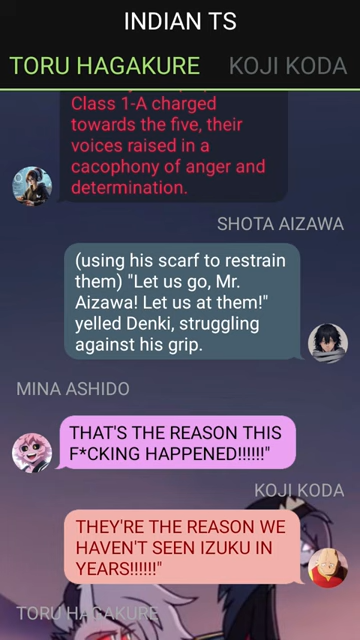 INDIAN TS
TORU HAGAKURE KOJI KODA
Class 1-A charged
towards the five, their
voices raised in a
cacophony of anger and
determination.
SHOTA AIZAWA
(using his scarf to restrain
them) "Let us go, Mr.
Aizawa! Let us at them!"
yelled Denki, struggling
against his grip.
MINA ASHIDO
THAT'S THE REASON THIS
F*CKING HAPPENED!!!!!!"
KOJI KODA
THEY'RE THE REASON WE
HAVEN'T SEEN IZUKU IN
YEARS!!!!!!"
TORU HAGAKURE